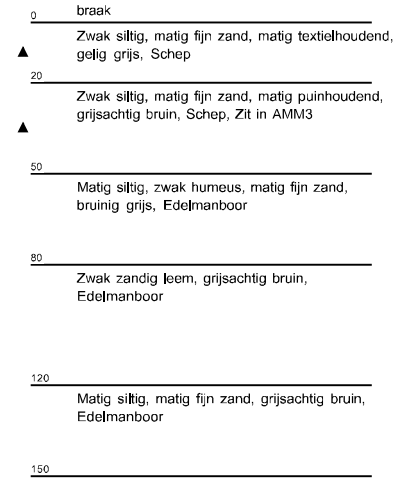 0 braak
Zwak siltig, matig fijn zand, matig textielhoudend,
gelig grijs, Schep
20
Zwak siltig, matig fijn zand, matig puinhoudend,
grijsachtig bruin, Schep, Zit in AMM3
50
Matig siltig, zwak humeus, matig fijn zand,
bruinig grijs, Edelmanboor
80
Zwak zandig leem, grijsachtig bruin,
Edelmanboor
120
Matig siltig, matig fijn zand, grijsachtig bruin,
Edelmanboor
150